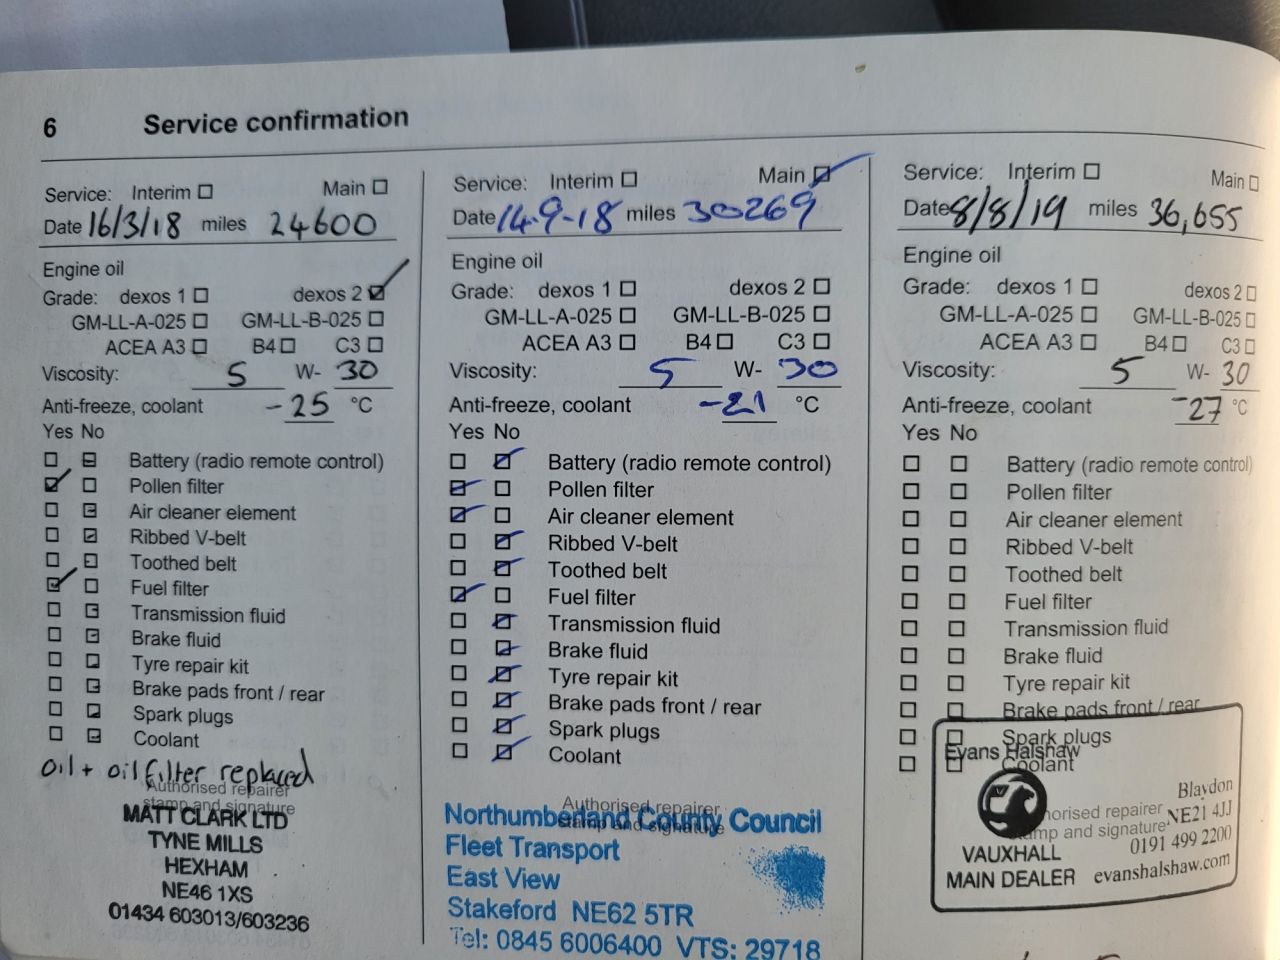 6 Service confirmation
Service: Interim Main
Date 16/3/18 miles 24600
Engine oil
Grade: dexos 1 dexos 2
GM-LL-A-025 GM-LL-B-025
ACEA A3 B4 C3
Viscosity: 5 W- 30
Anti-freeze, coolant -25 °C
Yes No
Battery (radio remote control)
Pollen filter
Air cleaner element
Ribbed V-belt
Toothed belt
Fuel filter
Transmission fluid
Brake fluid
Tyre repair kit
Brake pads front / rear
Spark plugs
Coolant
oil + oil filter replaced
Authorised repairer
stamp and signature
MATT CLARK LTD
TYNE MILLS
HEXHAM
NE46 1XS
01434 603013/603236
Service: Interim Main
Date 14-9-18 miles 30269
Engine oil
Grade: dexos 1 dexos 2
GM-LL-A-025 GM-LL-B-025
ACEA A3 B4 C3
Viscosity: 5 W- 30
Anti-freeze, coolant -21 °C
Yes No
Battery (radio remote control)
Pollen filter
Air cleaner element
Ribbed V-belt
Toothed belt
Fuel filter
Transmission fluid
Brake fluid
Tyre repair kit
Brake pads front / rear
Spark plugs
Coolant
Authorised repairer
stamp and signature
Northumberland County Council
Fleet Transport
East View
Stakeford NE62 5TR
Tel: 0845 6006400 VTS: 29718
Service: Interim Main
Date 8/8/19 miles 36,655
Engine oil
Grade: dexos 1 dexos 2
GM-LL-A-025 GM-LL-B-025
ACEA A3 B4 C3
Viscosity: 5 W- 30
Anti-freeze, coolant -27 °C
Yes No
Battery (radio remote control)
Pollen filter
Air cleaner element
Ribbed V-belt
Toothed belt
Fuel filter
Transmission fluid
Brake fluid
Tyre repair kit
Brake pads front / rear
Spark plugs
Coolant
Evans Halshaw
Authorised repairer
stamp and signature
Blaydon
NE21 4JJ
0191 499 2200
VAUXHALL
MAIN DEALER evanshalshaw.com